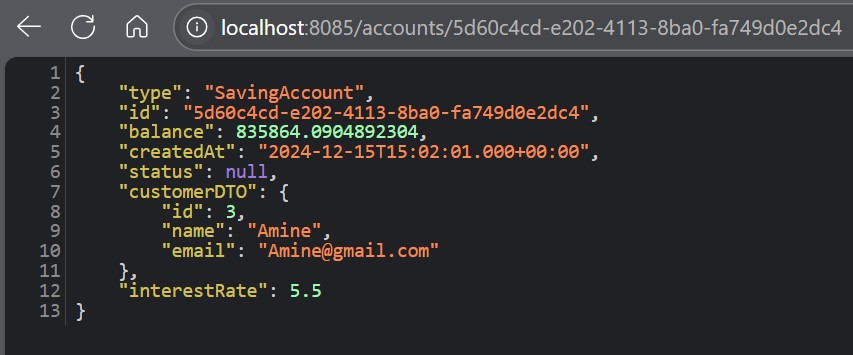 localhost:8085/accounts/5d60c4cd-e202-4113-8ba0-fa749d0e2dc4
1 {
2 "type": "SavingAccount",
3 "id": "5d60c4cd-e202-4113-8ba0-fa749d0e2dc4",
4 "balance": 835864.0904892304,
5 "createdAt": "2024-12-15T15:02:01.000+00:00",
6 "status": null,
7 "customerDTO": {
8 "id": 3,
9 "name": "Amine",
10 "email": "Amine@gmail.com"
11 },
12 "interestRate": 5.5
13 }